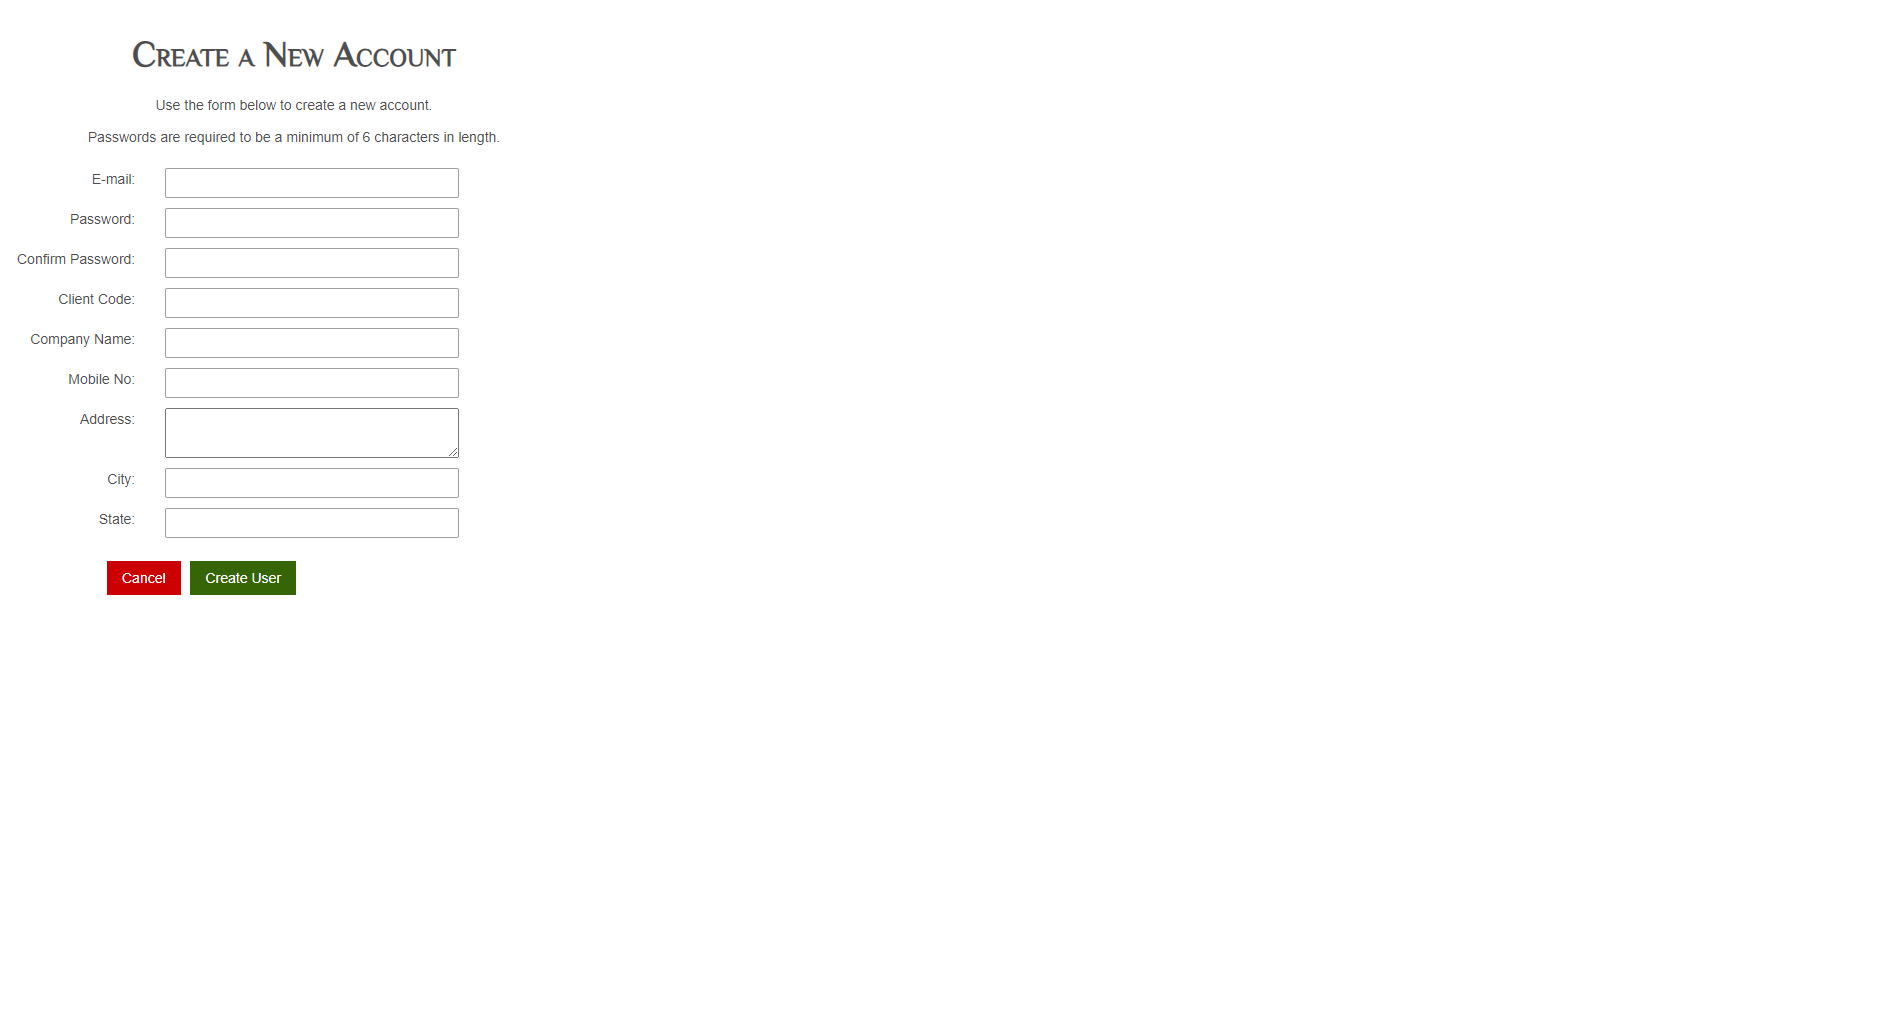 Create a New Account
Use the form below to create a new account.
Passwords are required to be a minimum of 6 characters in length.
E-mail:
Password:
Confirm Password:
Client Code:
Company Name:
Mobile No:
Address:
City:
State:
Cancel Create User